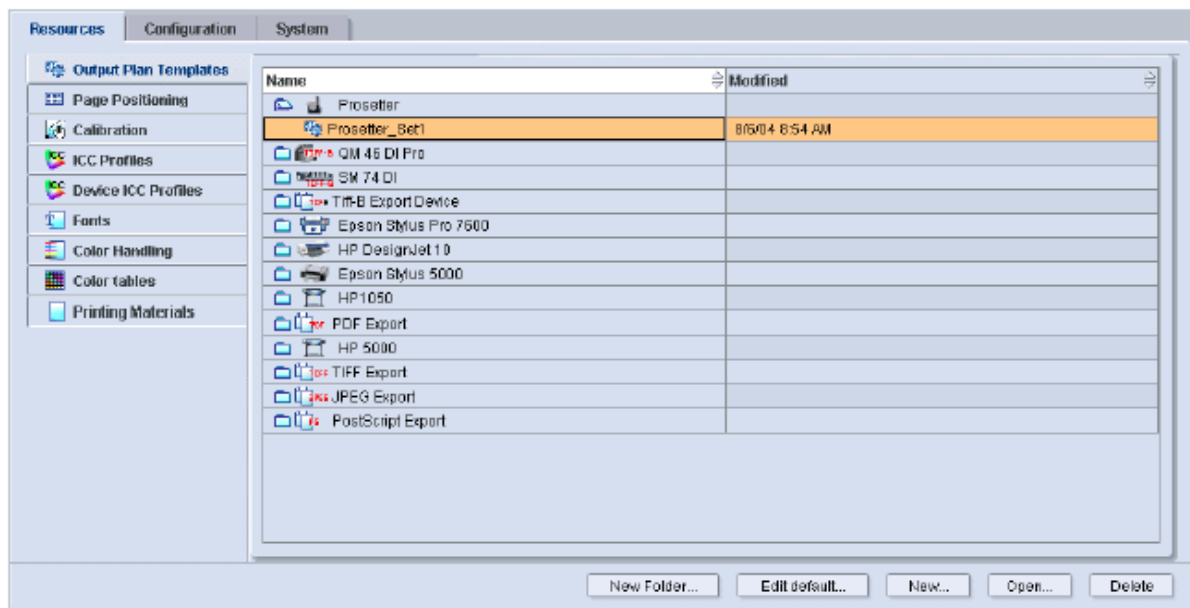 Resources Configuration System
Output Plan Templates
Page Positioning
Calibration
ICC Profiles
Device ICC Profiles
Fonts
Color Handling
Color tables
Printing Materials
Name Modified
Prosetter
Prosetter_Set1 8/6/04 8:54 AM
QM 46 DI Pro
SM 74 DI
Tiff-B Export Device
Epson Stylus Pro 7600
HP DesignJet 10
Epson Stylus 5000
HP1050
PDF Export
HP 5000
TIFF Export
JPEG Export
PostScript Export
New Folder... Edit default... New... Open... Delete